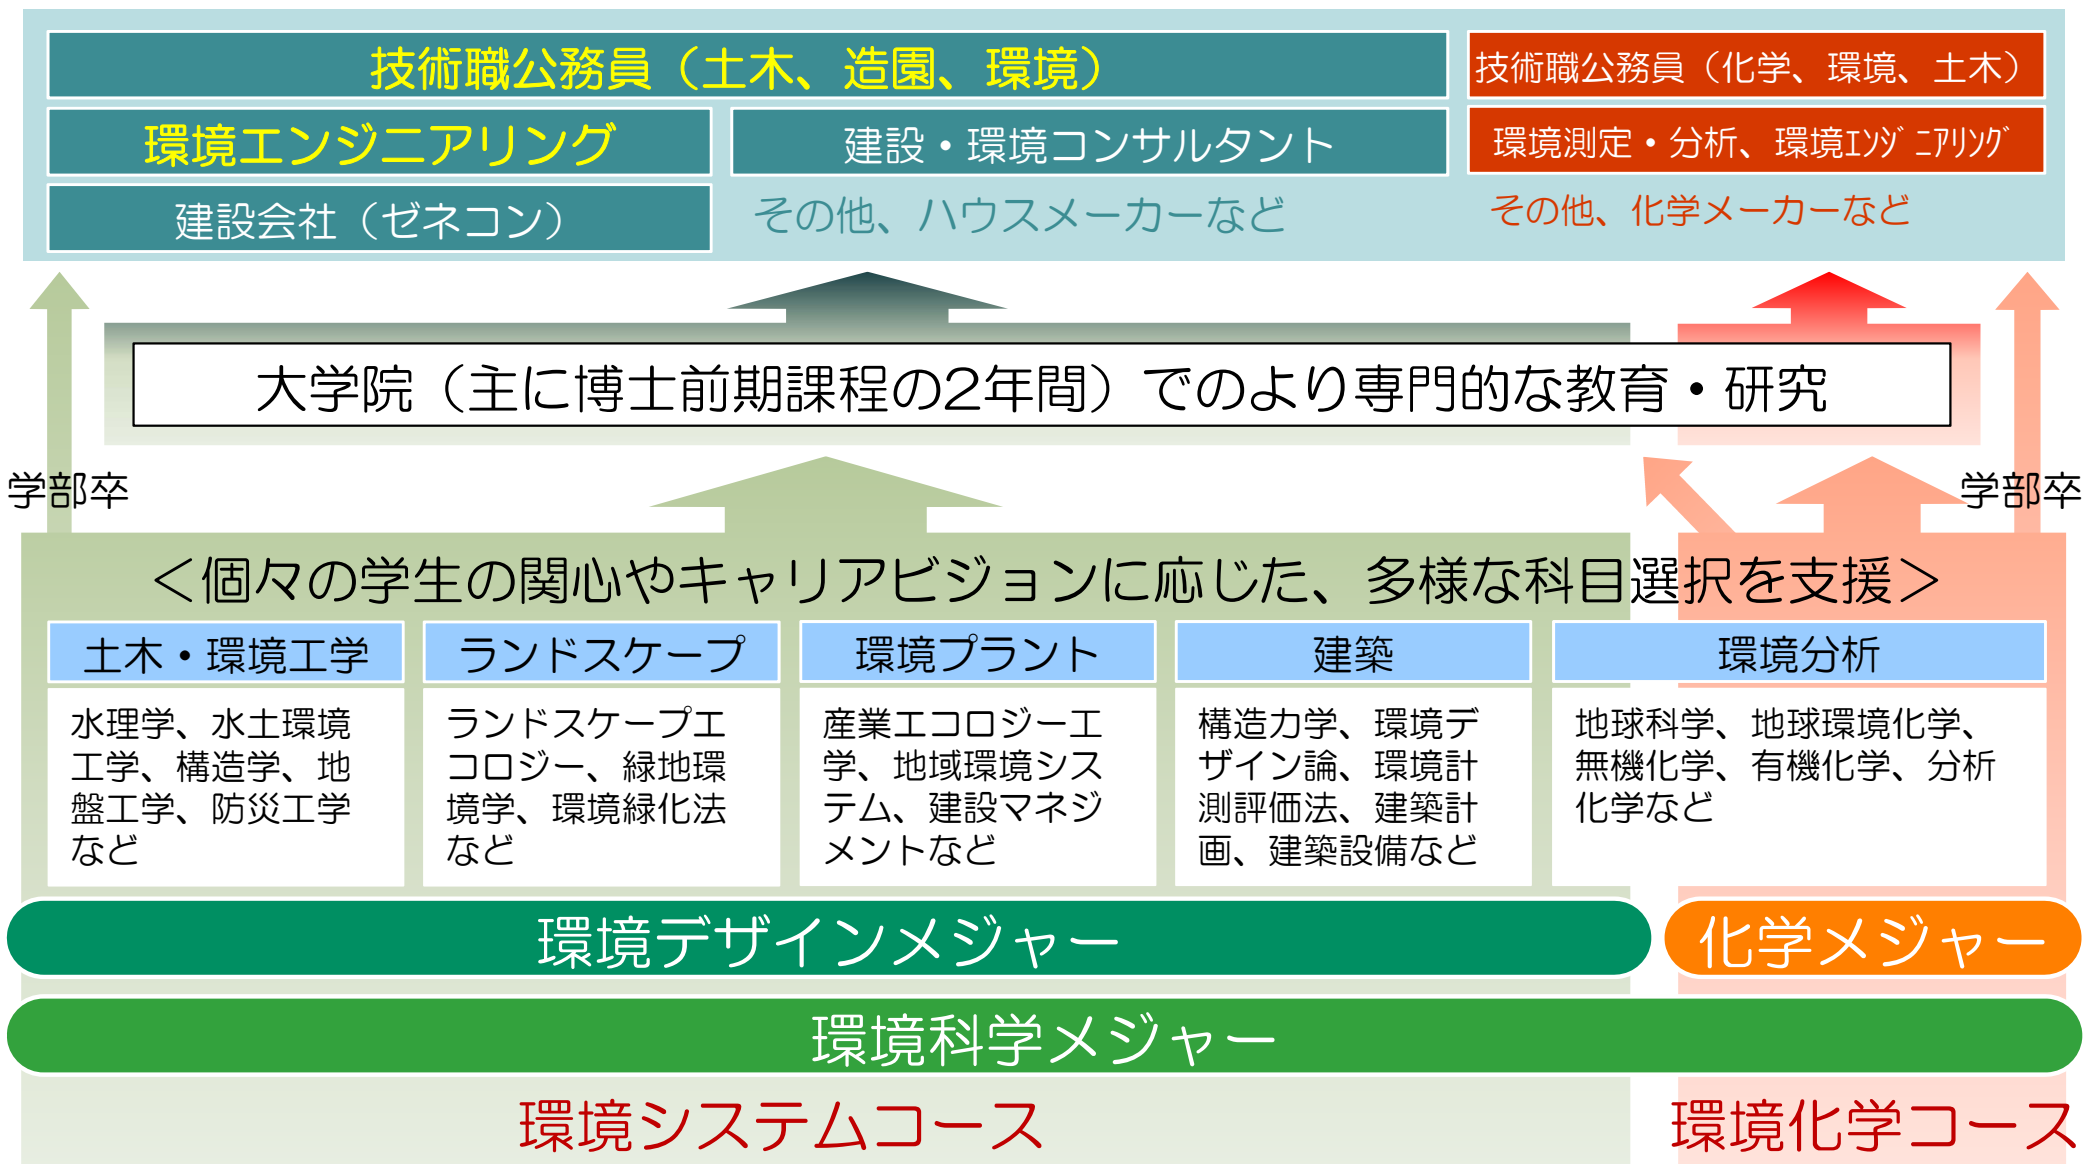 技術職公務員（土木、造園、環境）
技術職公務員（化学、環境、土木）
環境エンジニアリング
建設・環境コンサルタント
環境測定・分析、環境ｴﾝｼﾞﾆｱﾘﾝｸﾞ
建設会社（ゼネコン）
その他、ハウスメーカーなど
その他、化学メーカーなど
大学院（主に博士前期課程の2年間）でのより専門的な教育・研究
学部卒
学部卒
＜個々の学生の関心やキャリアビジョンに応じた、多様な科目選択を支援＞
土木・環境工学
水理学、水土環境
工学、構造学、地
盤工学、防災工学
など
ランドスケープ
ランドスケープエ
コロジー、緑地環
境学、環境緑化法
など
環境プラント
産業エコロジー工
学、地域環境シス
テム、建設マネジ
メントなど
建築
構造力学、環境デ
ザイン論、環境計
測評価法、建築計
画、建築設備など
環境分析
地球科学、地球環境化学、
無機化学、有機化学、分析
化学など
環境デザインメジャー
化学メジャー
環境科学メジャー
環境システムコース
環境化学コース